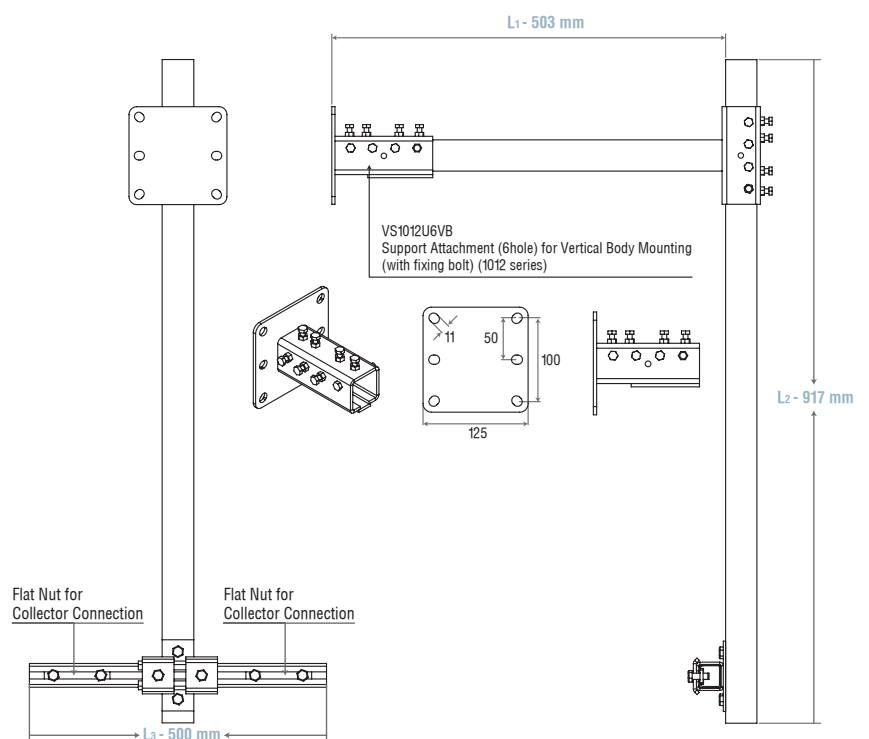 L1 - 503 mm
VS1012U6VB
Support Attachment (6hole) for Vertical Body Mounting
(with fixing bolt) (1012 series)
11
50
100
125
L2 - 917 mm
Flat Nut for
Collector Connection
Flat Nut for
Collector Connection
L3 - 500 mm